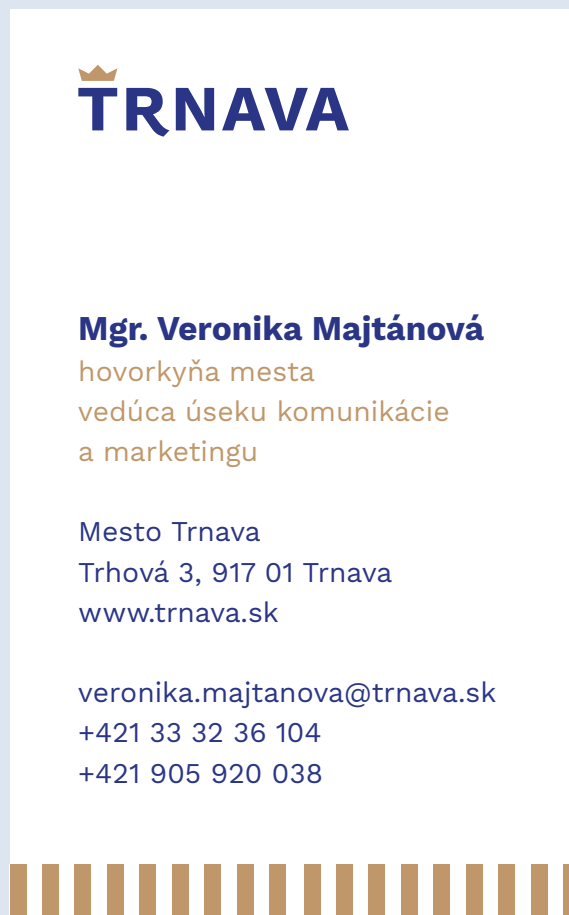 TRNAVA
Mgr. Veronika Majtánová
hovorkyňa mesta
vedúca úseku komunikácie
a marketingu
Mesto Trnava
Trhová 3, 917 01 Trnava
www.trnava.sk
veronika.majtanova@trnava.sk
+421 33 32 36 104
+421 905 920 038